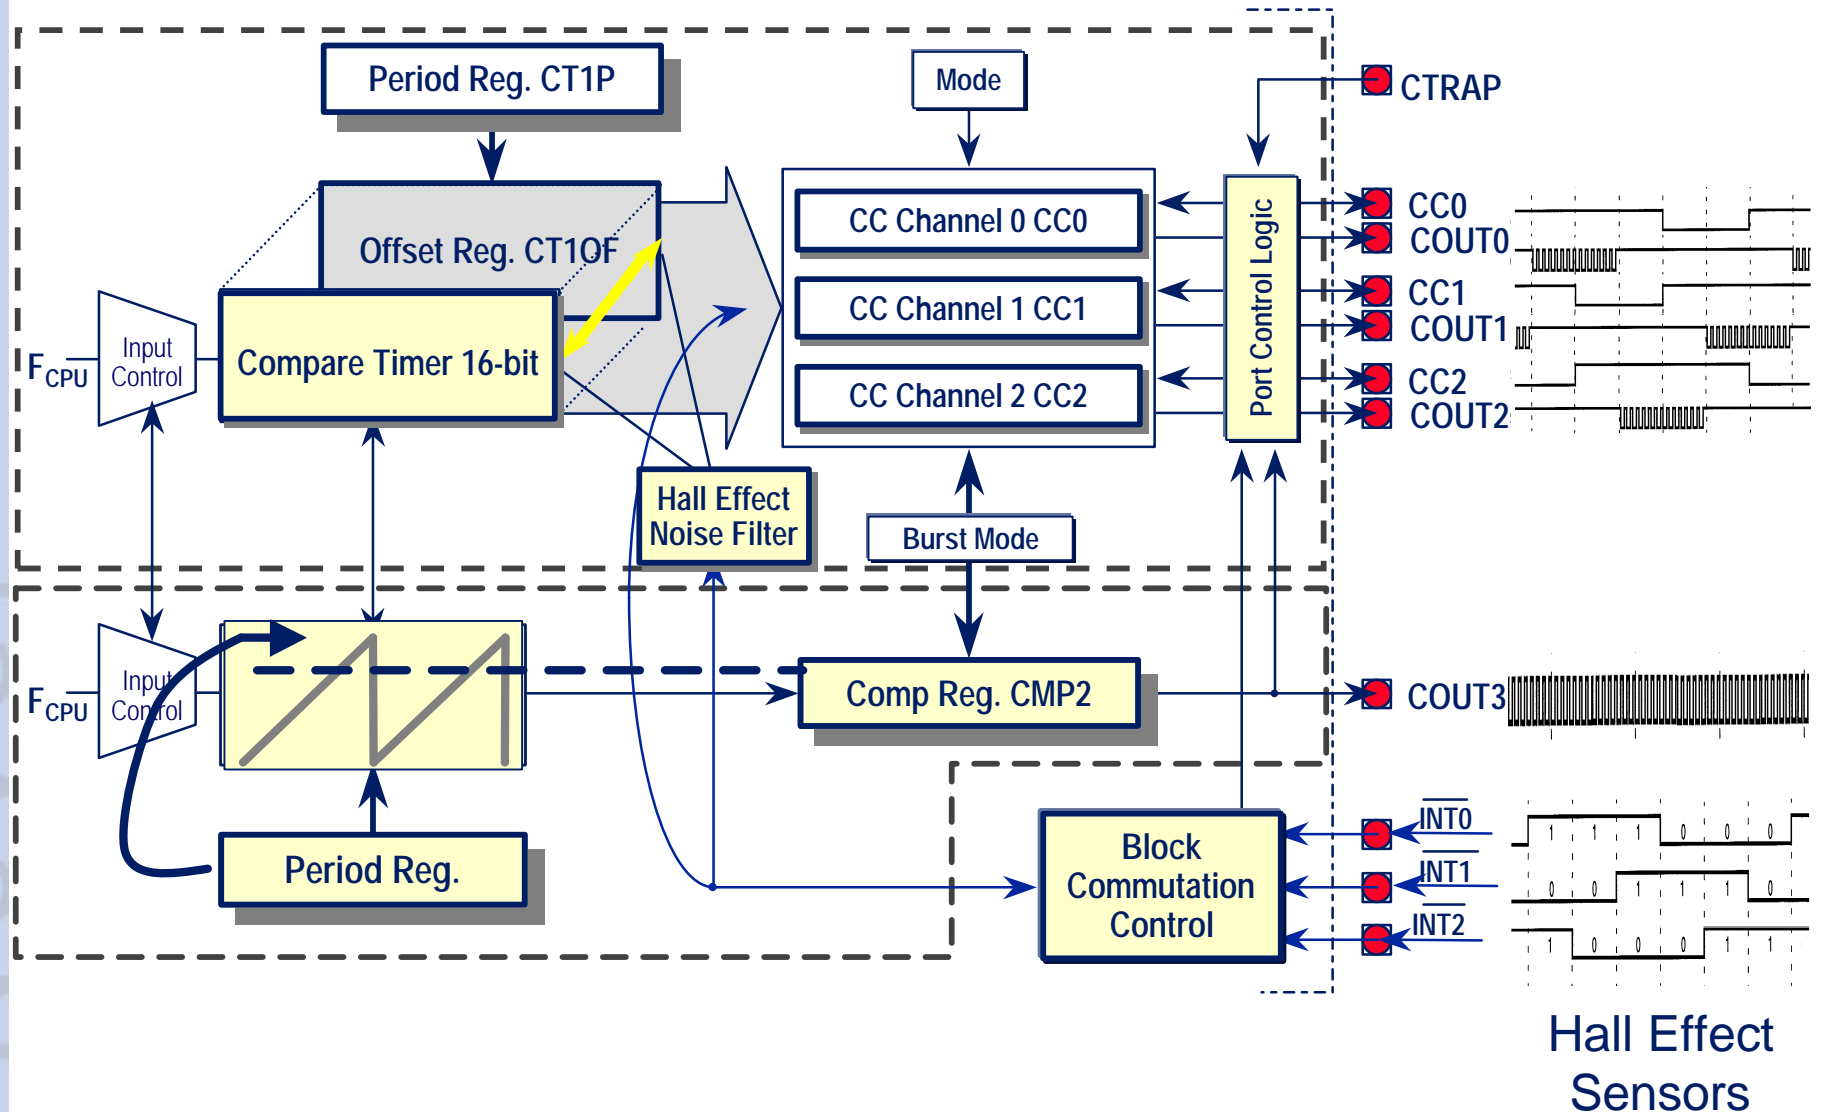 Period Reg. CT1P
Mode
CTRAP
Offset Reg. CT1OF
CC Channel 0 CC0
CC Channel 1 CC1
CC Channel 2 CC2
Port Control Logic
CC0
COUT0
CC1
COUT1
CC2
COUT2
FCPU
Input
Control
Compare Timer 16-bit
Hall Effect
Noise Filter
Burst Mode
FCPU
Input
Control
Comp Reg. CMP2
COUT3
Period Reg.
Block
Commutation
Control
INT0
INT1
INT2
1 1 1 0 0 0
0 0 1 1 1 0
1 0 0 0 1 1
Hall Effect
Sensors